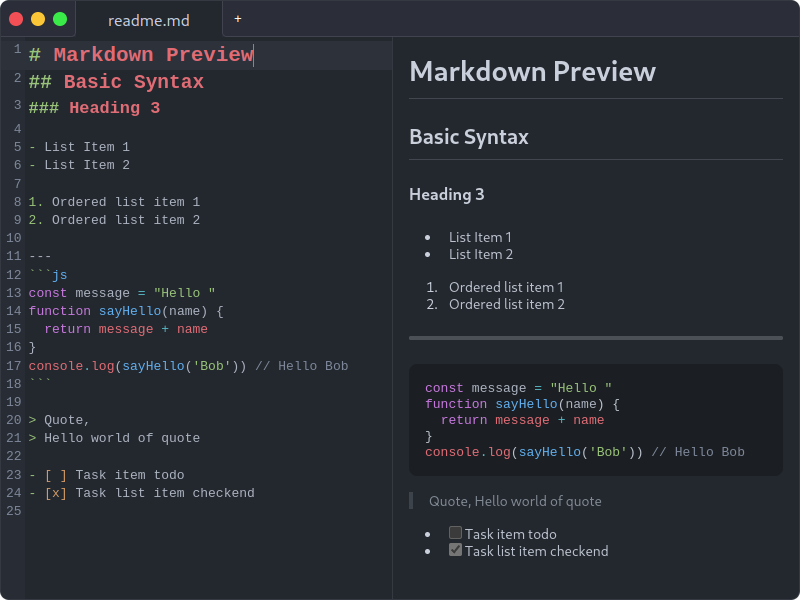 readme.md +
1 # Markdown Preview
2 ## Basic Syntax
3 ### Heading 3
4
5 - List Item 1
6 - List Item 2
7
8 1. Ordered list item 1
9 2. Ordered list item 2
10
11 ---
12 ```js
13 const message = "Hello "
14 function sayHello(name) {
15   return message + name
16 }
17 console.log(sayHello('Bob')) // Hello Bob
18 ```
19
20 > Quote,
21 > Hello world of quote
22
23 - [ ] Task item todo
24 - [x] Task list item checkend
25
Markdown Preview
Basic Syntax
Heading 3
• List Item 1
• List Item 2
1. Ordered list item 1
2. Ordered list item 2
const message = "Hello "
function sayHello(name) {
  return message + name
}
console.log(sayHello('Bob')) // Hello Bob
Quote, Hello world of quote
• Task item todo
• Task list item checkend